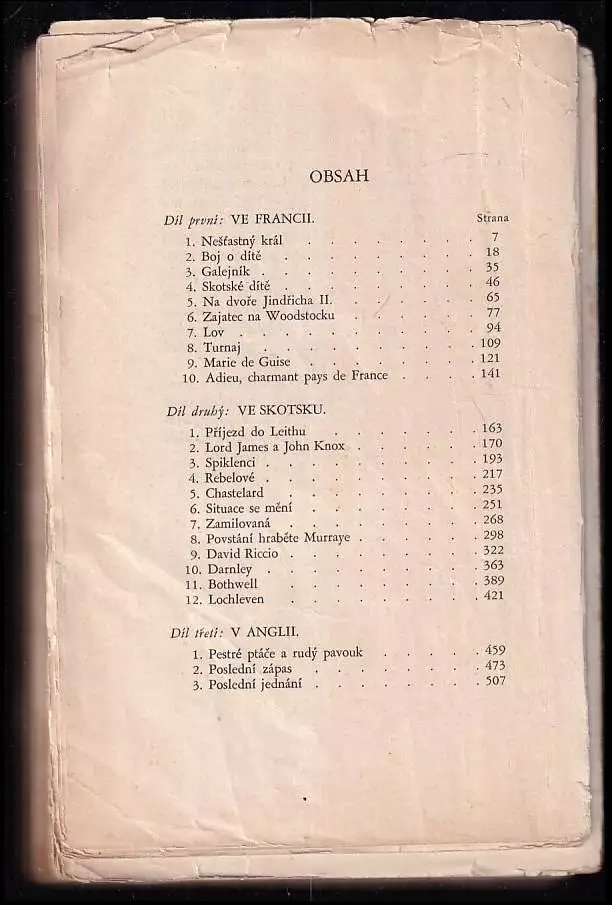 OBSAH
Díl první: VE FRANCII. Strana
1. Nešťastný král . . . . . . . . 7
2. Boj o dítě . . . . . . . . 18
3. Galejník . . . . . . . . . 35
4. Skotské dítě . . . . . . . . 46
5. Na dvoře Jindřicha II. . . . . . . 65
6. Zajatec na Woodstocku . . . . . . 77
7. Lov . . . . . . . . . . 94
8. Turnaj . . . . . . . . . 109
9. Marie de Guise . . . . . . . . 121
10. Adieu, charmant pays de France . . . . 141
Díl druhý: VE SKOTSKU.
1. Příjezd do Leithu . . . . . . . 163
2. Lord James a John Knox . . . . . . 170
3. Spiklenci . . . . . . . . . 193
4. Rebelové . . . . . . . . . 217
5. Chastelard . . . . . . . . 235
6. Situace se mění . . . . . . . 251
7. Zamilovaná . . . . . . . . 268
8. Povstání hraběte Murraye . . . . . . 298
9. David Riccio . . . . . . . . 322
10. Darnley . . . . . . . . . 363
11. Bothwell . . . . . . . . 389
12. Lochleven . . . . . . . . 421
Díl třetí: V ANGLII.
1. Pestré ptáče a rudý pavouk . . . . . 459
2. Poslední zápas . . . . . . . 473
3. Poslední jednání . . . . . . . 507